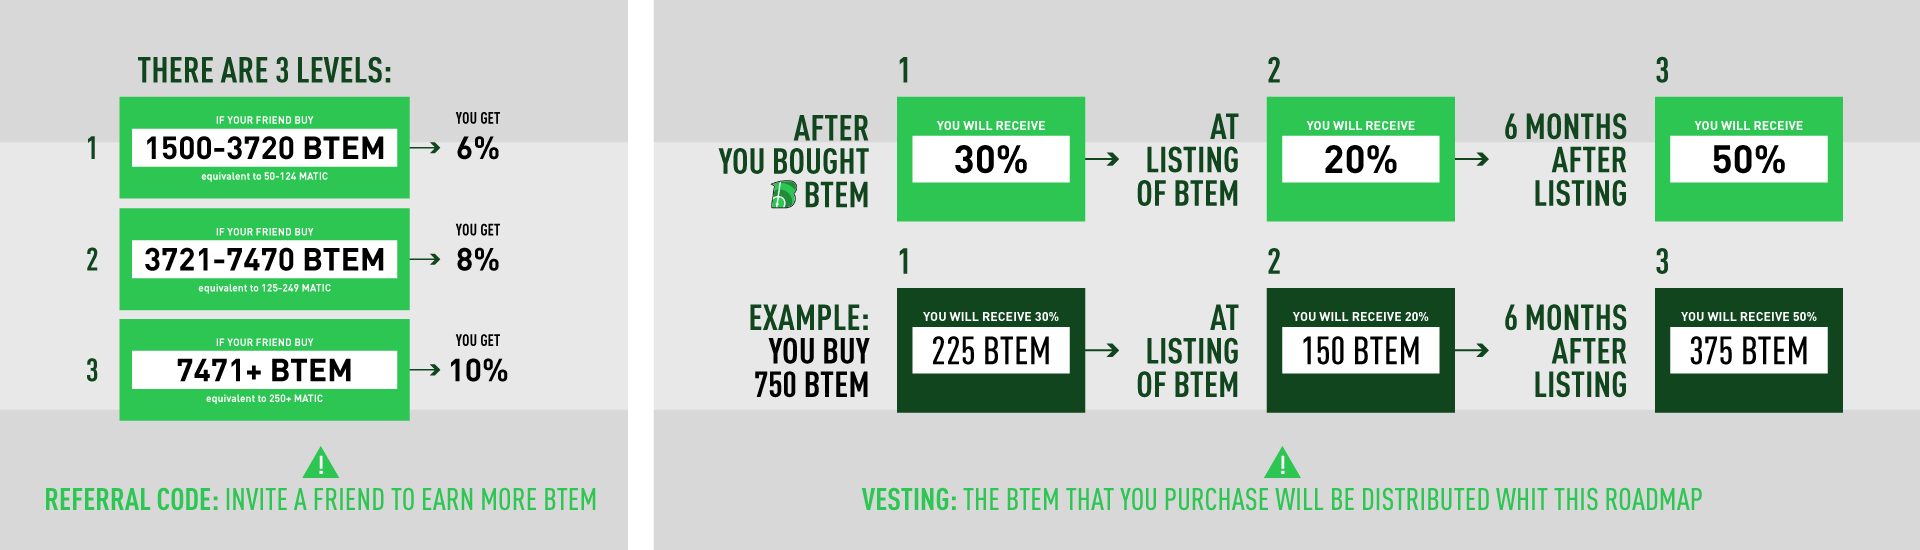 THERE ARE 3 LEVELS:
1
IF YOUR FRIEND BUY
1500-3720 BTEM
equivalent to 50-124 MATIC
YOU GET
6%
2
IF YOUR FRIEND BUY
3721-7470 BTEM
equivalent to 125-249 MATIC
YOU GET
8%
3
IF YOUR FRIEND BUY
7471+ BTEM
equivalent to 250+ MATIC
YOU GET
10%
REFERRAL CODE: INVITE A FRIEND TO EARN MORE BTEM
AFTER
YOU BOUGHT
BTEM
1
YOU WILL RECEIVE
30%
AT
LISTING
OF BTEM
2
YOU WILL RECEIVE
20%
6 MONTHS
AFTER
LISTING
3
YOU WILL RECEIVE
50%
EXAMPLE:
YOU BUY
750 BTEM
1
YOU WILL RECEIVE 30%
225 BTEM
AT
LISTING
OF BTEM
2
YOU WILL RECEIVE 20%
150 BTEM
6 MONTHS
AFTER
LISTING
3
YOU WILL RECEIVE 50%
375 BTEM
VESTING: THE BTEM THAT YOU PURCHASE WILL BE DISTRIBUTED WHIT THIS ROADMAP